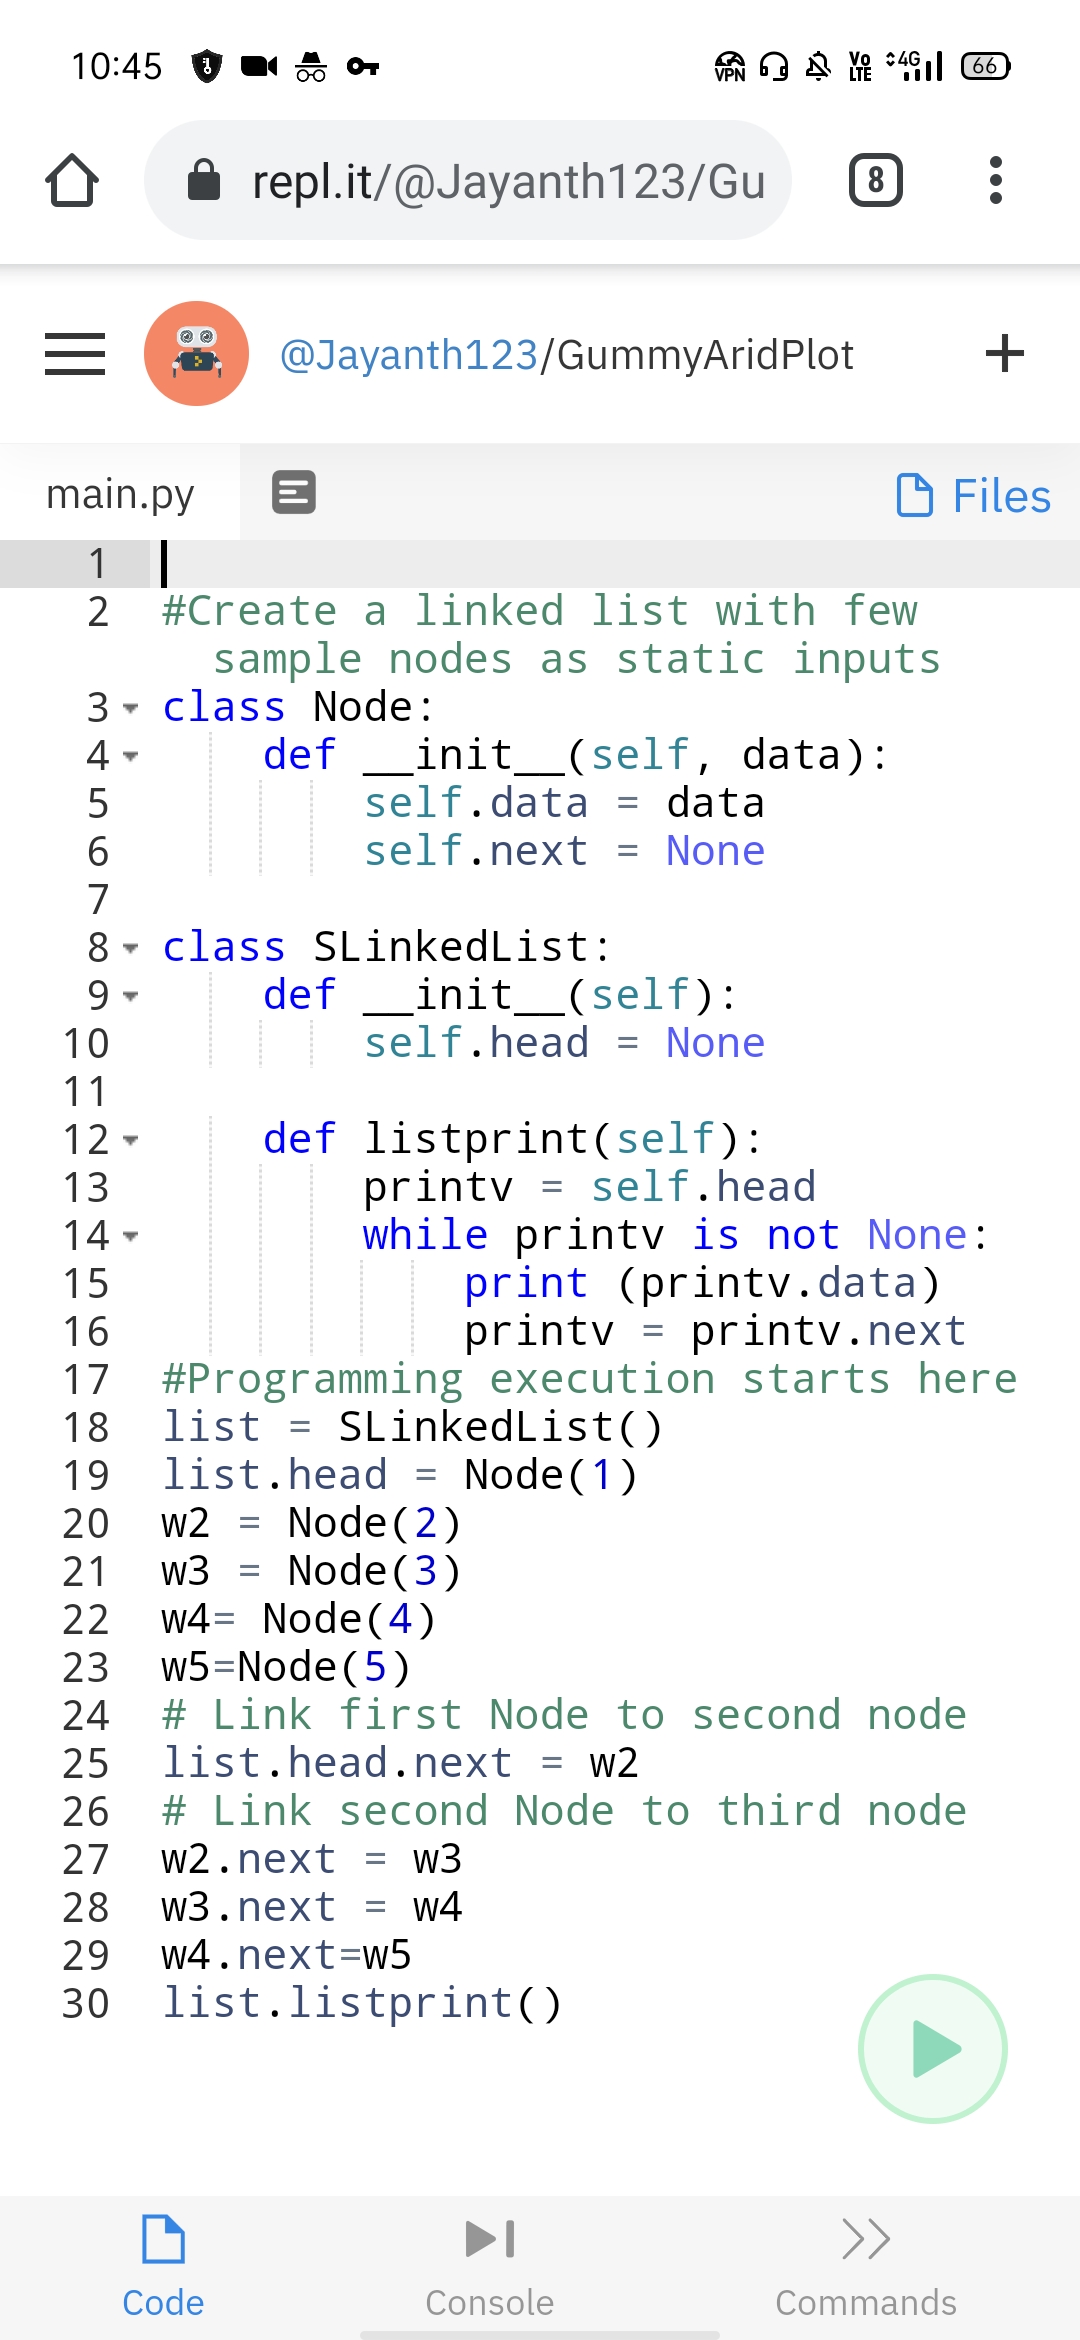 10:45 VPN Vo LTE 4G 66
repl.it/@Jayanth123/Gu 8
@Jayanth123/GummyAridPlot +
main.py Files
1
2 #Create a linked list with few
sample nodes as static inputs
3 class Node:
4 def __init__(self, data):
5 self.data = data
6 self.next = None
7
8 class SLinkedList:
9 def __init__(self):
10 self.head = None
11
12 def listprint(self):
13 printv = self.head
14 while printv is not None:
15 print (printv.data)
16 printv = printv.next
17 #Programming execution starts here
18 list = SLinkedList()
19 list.head = Node(1)
20 w2 = Node(2)
21 w3 = Node(3)
22 w4= Node(4)
23 w5=Node(5)
24 # Link first Node to second node
25 list.head.next = w2
26 # Link second Node to third node
27 w2.next = w3
28 w3.next = w4
29 w4.next=w5
30 list.listprint()
Code Console Commands